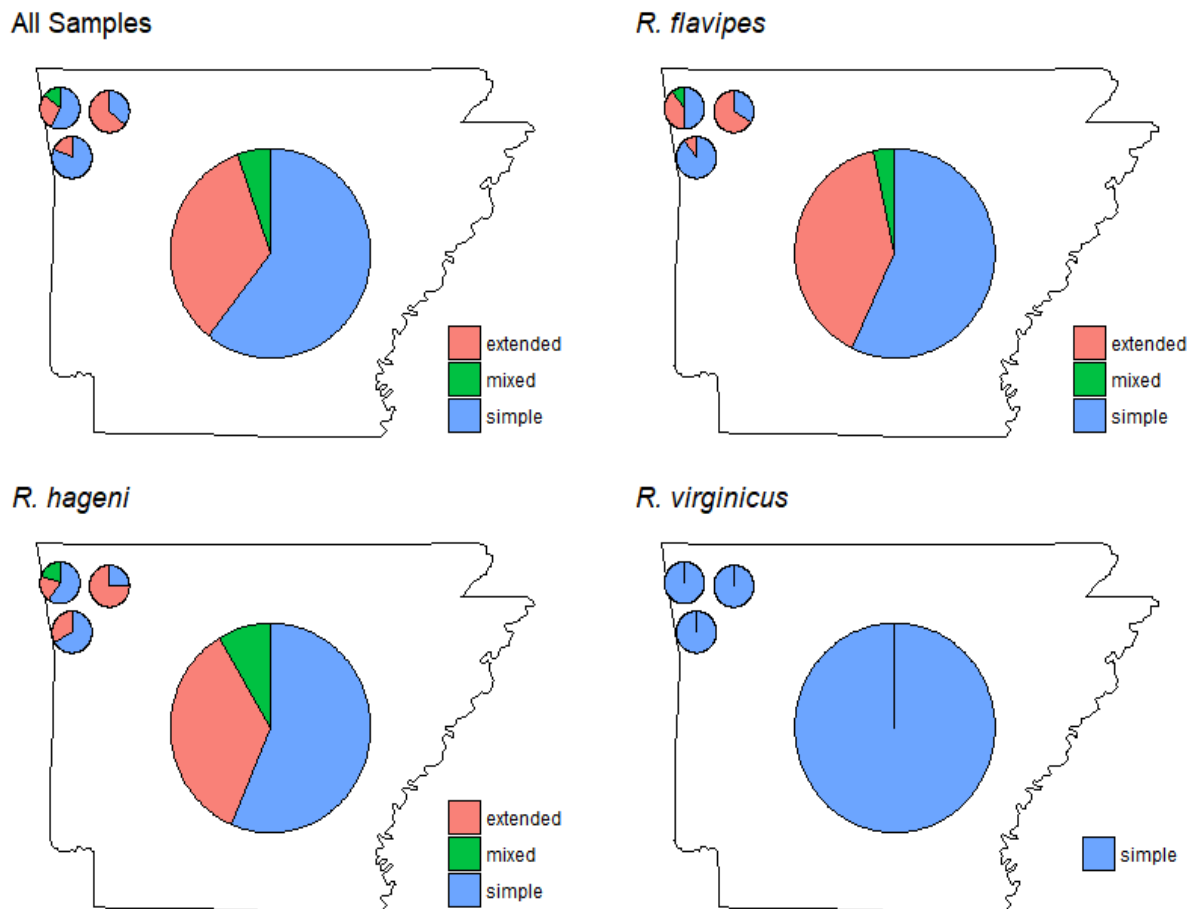 All Samples
R. flavipes
extended
mixed
simple
extended
mixed
simple
R. hageni
R. virginicus
extended
mixed
simple
simple